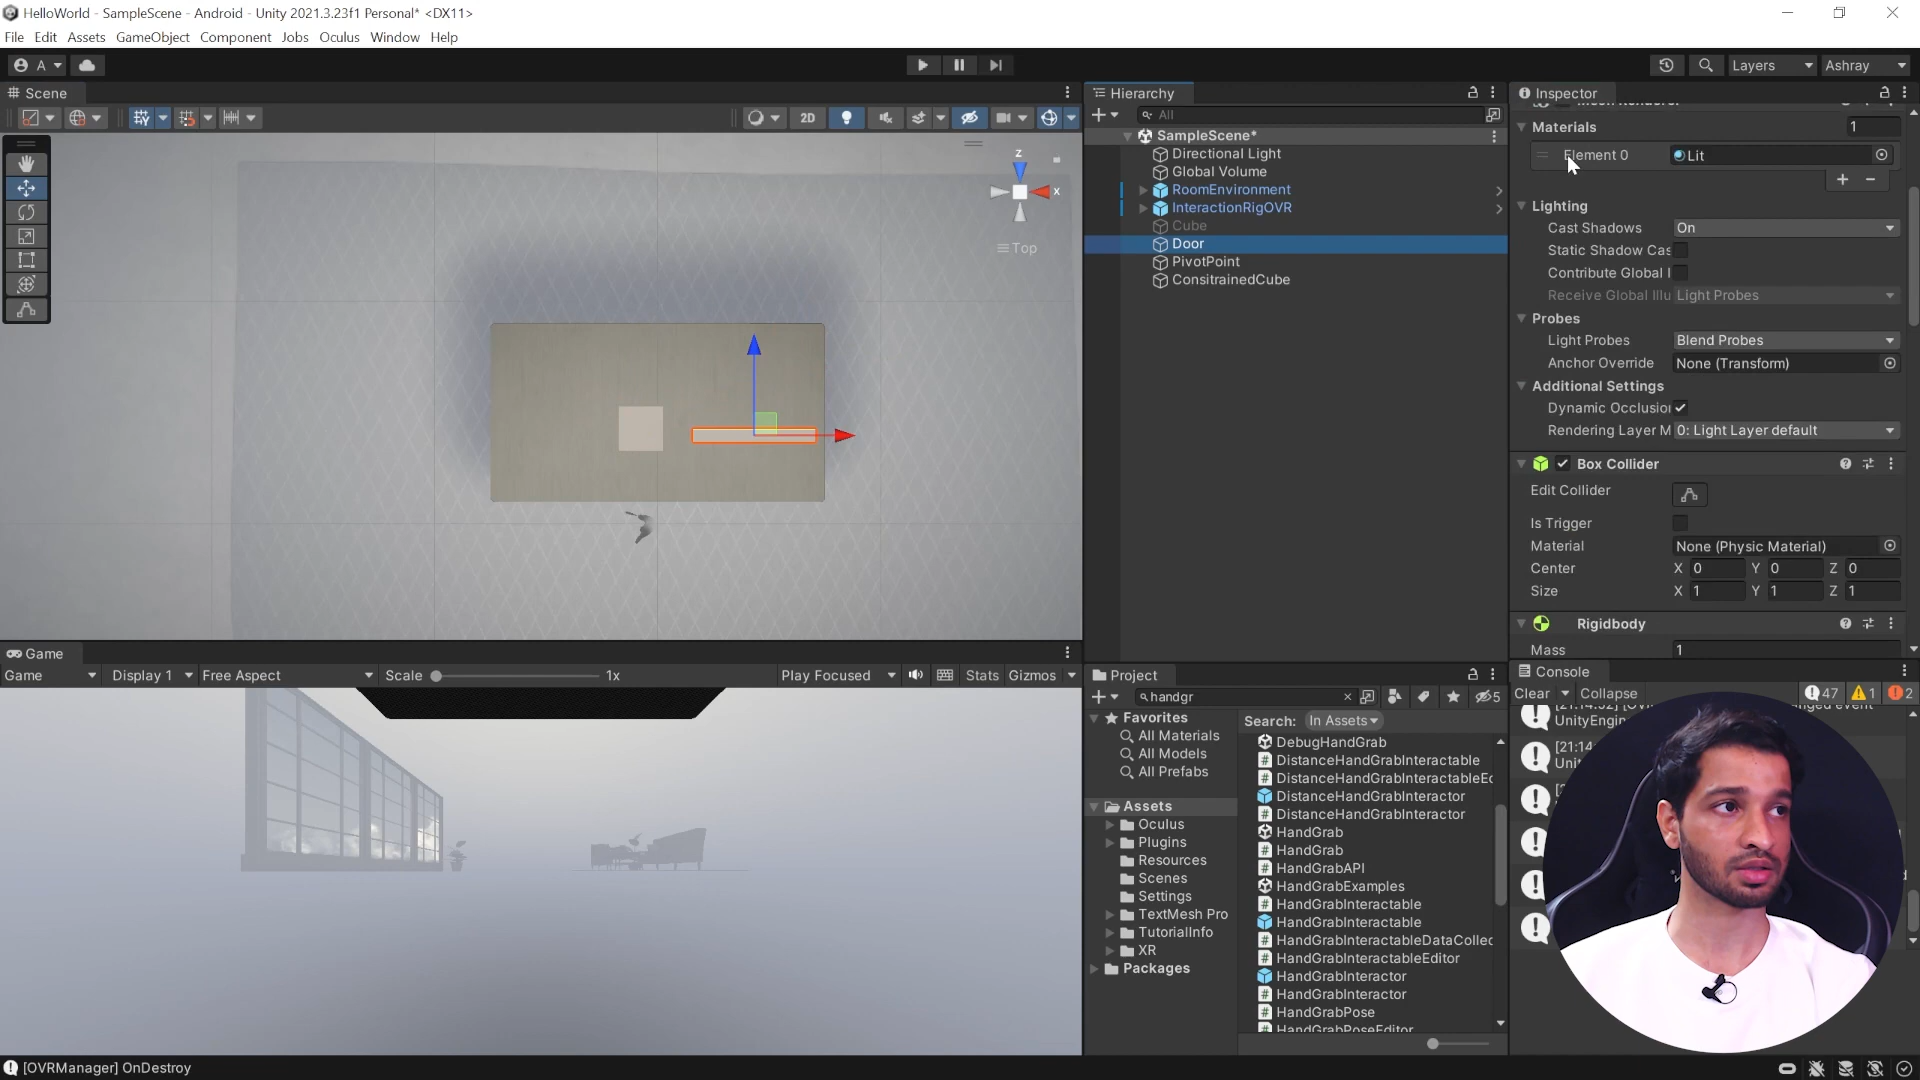 HelloWorld - SampleScene - Android - Unity 2021.3.23f1 Personal* <DX11>
File Edit Assets GameObject Component Jobs Oculus Window Help
A Layers Ashray
Scene
2D
z
x
Top
Hierarchy
All
SampleScene*
Directional Light
Global Volume
RoomEnvironment
InteractionRigOVR
Cube
Door
PivotPoint
ConsitrainedCube
Inspector
Materials 1
Element 0 Lit
Lighting
Cast Shadows On
Static Shadow Cas
Contribute Global I
Receive Global Illu Light Probes
Probes
Light Probes Blend Probes
Anchor Override None (Transform)
Additional Settings
Dynamic Occlusion
Rendering Layer M 0: Light Layer default
Box Collider
Edit Collider
Is Trigger
Material None (Physic Material)
Center X 0 Y 0 Z 0
Size X 1 Y 1 Z 1
Rigidbody
Mass 1
Game
Game Display 1 Free Aspect Scale 1x Play Focused Stats Gizmos
Project
handgr 5
Favorites
All Materials
All Models
All Prefabs
Assets
Oculus
Plugins
Resources
Scenes
Settings
TextMesh Pro
TutorialInfo
XR
Packages
Search: In Assets
DebugHandGrab
DistanceHandGrabInteractable
DistanceHandGrabInteractableEc
DistanceHandGrabInteractor
DistanceHandGrabInteractor
HandGrab
HandGrab
HandGrabAPI
HandGrabExamples
HandGrabInteractable
HandGrabInteractable
HandGrabInteractableDataCollec
HandGrabInteractableEditor
HandGrabInteractor
HandGrabInteractor
HandGrabPose
HandGrabPoseEditor
Console
Clear Collapse 47 1 2
UnityEngin
[21:14:
Unit
[OVRManager] OnDestroy